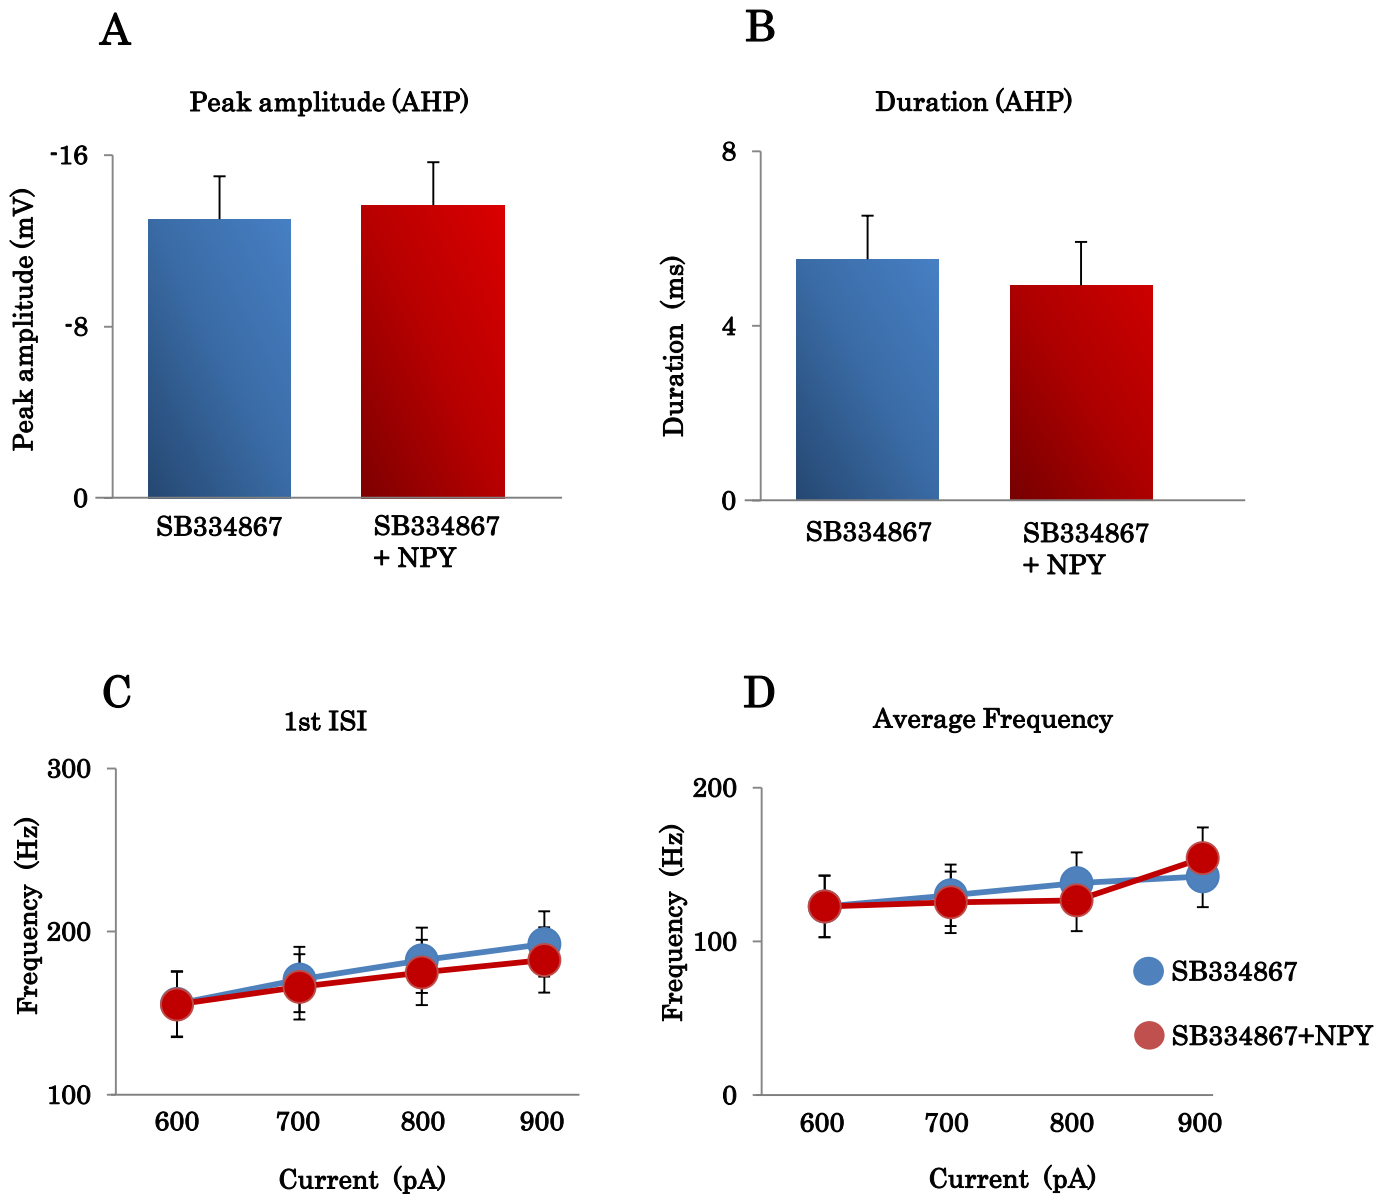 A
Peak amplitude (AHP)
Peak amplitude (mV)
-16
-8
0
SB334867
SB334867
+ NPY
B
Duration (AHP)
Duration (ms)
8
4
0
SB334867
SB334867
+ NPY
C
1st ISI
Frequency (Hz)
300
200
100
600 700 800 900
Current (pA)
D
Average Frequency
Frequency (Hz)
200
100
0
600 700 800 900
Current (pA)
SB334867
SB334867+NPY